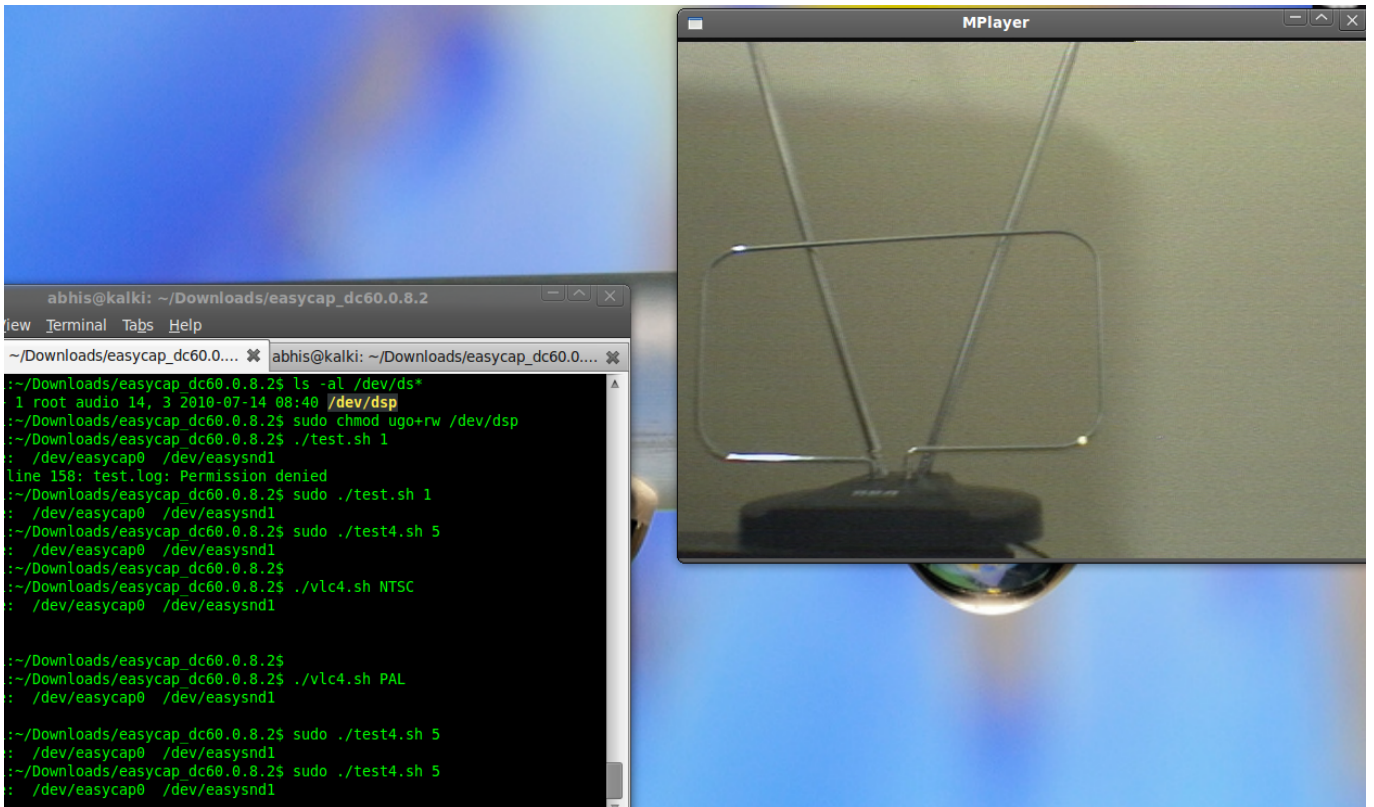 MPlayer
abhis@kalki: ~/Downloads/easycap_dc60.0.8.2
iew Terminal Tabs Help
~/Downloads/easycap_dc60.0.... abhis@kalki: ~/Downloads/easycap_dc60.0....
:~/Downloads/easycap_dc60.0.8.2$ ls -al /dev/ds*
1 root audio 14, 3 2010-07-14 08:40 /dev/dsp
:~/Downloads/easycap_dc60.0.8.2$ sudo chmod ugo+rw /dev/dsp
:~/Downloads/easycap_dc60.0.8.2$ ./test.sh 1
: /dev/easycap0 /dev/easysnd1
line 158: test.log: Permission denied
:~/Downloads/easycap_dc60.0.8.2$ sudo ./test.sh 1
: /dev/easycap0 /dev/easysnd1
:~/Downloads/easycap_dc60.0.8.2$ sudo ./test4.sh 5
: /dev/easycap0 /dev/easysnd1
:~/Downloads/easycap_dc60.0.8.2$
:~/Downloads/easycap_dc60.0.8.2$ ./vlc4.sh NTSC
: /dev/easycap0 /dev/easysnd1
:~/Downloads/easycap_dc60.0.8.2$
:~/Downloads/easycap_dc60.0.8.2$ ./vlc4.sh PAL
: /dev/easycap0 /dev/easysnd1
:~/Downloads/easycap_dc60.0.8.2$ sudo ./test4.sh 5
: /dev/easycap0 /dev/easysnd1
:~/Downloads/easycap_dc60.0.8.2$ sudo ./test4.sh 5
: /dev/easycap0 /dev/easysnd1